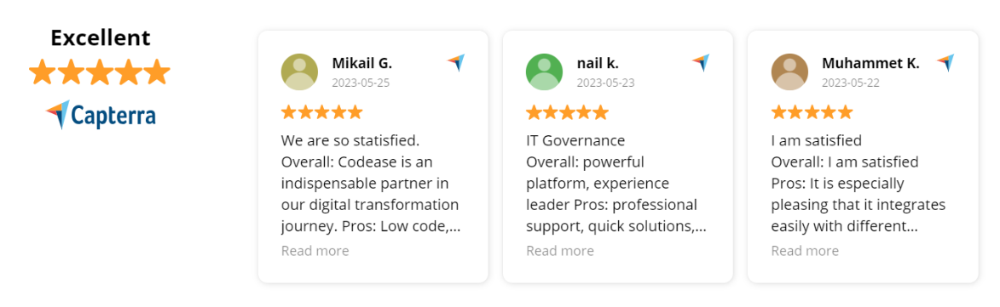 Excellent
Capterra
Mikail G.
2023-05-25
We are so statisfied.
Overall: Codease is an
indispensable partner in
our digital transformation
journey. Pros: Low code,...
Read more
nail k.
2023-05-23
IT Governance
Overall: powerful
platform, experience
leader Pros: professional
support, quick solutions,...
Read more
Muhammet K.
2023-05-22
I am satisfied
Overall: I am satisfied
Pros: It is especially
pleasing that it integrates
easily with different...
Read more